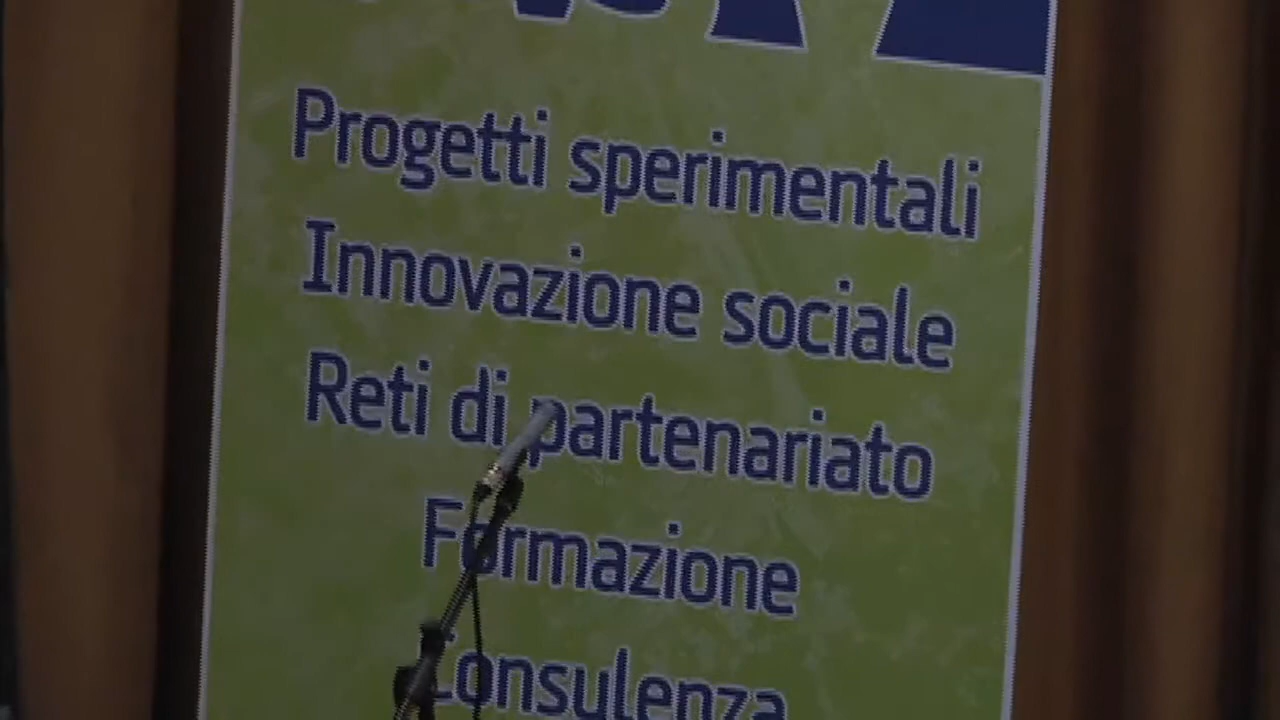 Progetti sperimentali
Innovazione sociale
Reti di partenariato
Formazione
Consulenza